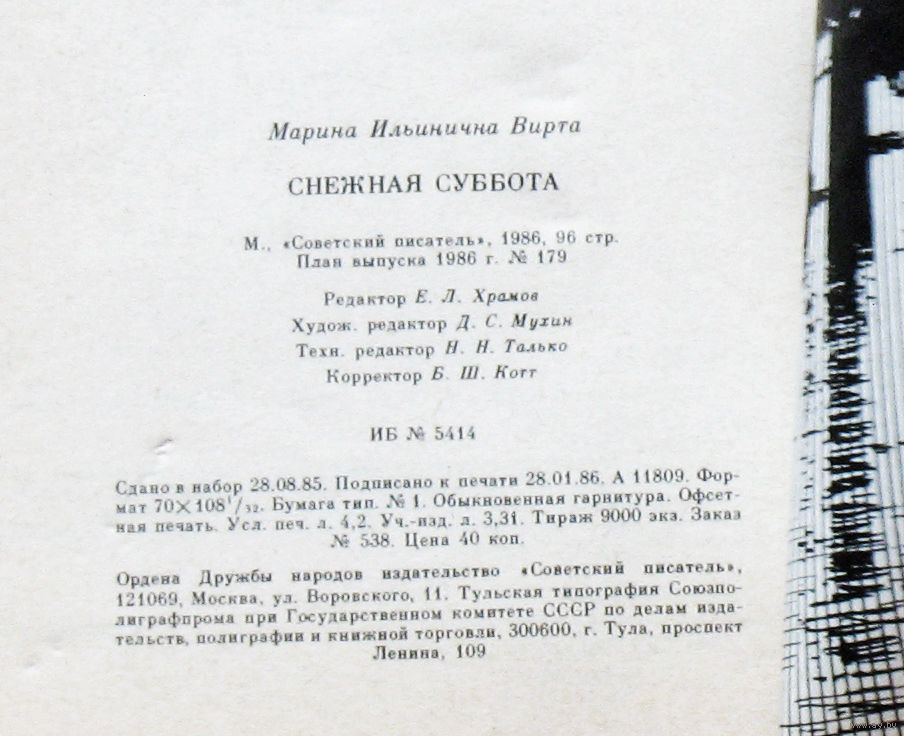 Марина Ильинична Вирта
СНЕЖНАЯ СУББОТА
М., «Советский писатель», 1986, 96 стр.
План выпуска 1986 г. № 179
Редактор Е. Л. Храмов
Худож. редактор Д. С. Мухин
Техн. редактор Н. Н. Талько
Корректор Б. Ш. Котт
ИБ № 5414
Сдано в набор 28.08.85. Подписано к печати 28.01.86. А 11809. Фор-
мат 70×108¹/₃₂. Бумага тип. № 1. Обыкновенная гарнитура. Офсет-
ная печать. Усл. печ. л. 4,2. Уч.-изд. л. 3,31. Тираж 9000 экз. Заказ
№ 538. Цена 40 коп.
Ордена Дружбы народов издательство «Советский писатель»,
121069, Москва, ул. Воровского, 11. Тульская типография Союзпо-
лиграфпрома при Государственном комитете СССР по делам изда-
тельств, полиграфии и книжной торговли, 300600, г. Тула, проспект
Ленина, 109